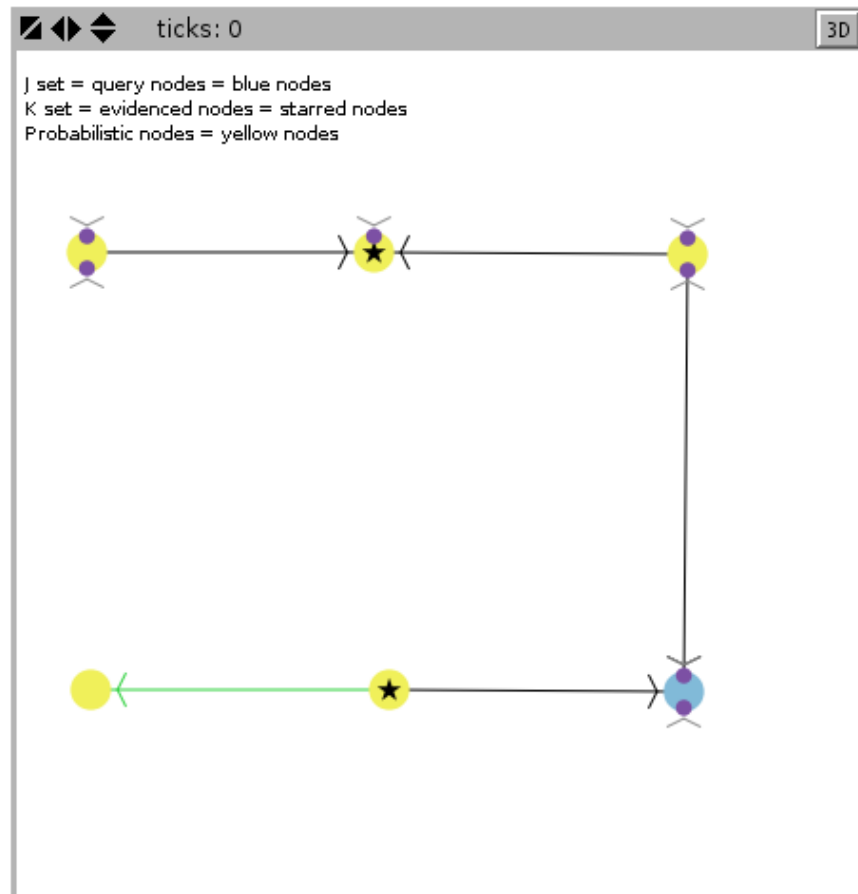 ticks: 0
3D
J set = query nodes = blue nodes
K set = evidenced nodes = starred nodes
Probabilistic nodes = yellow nodes